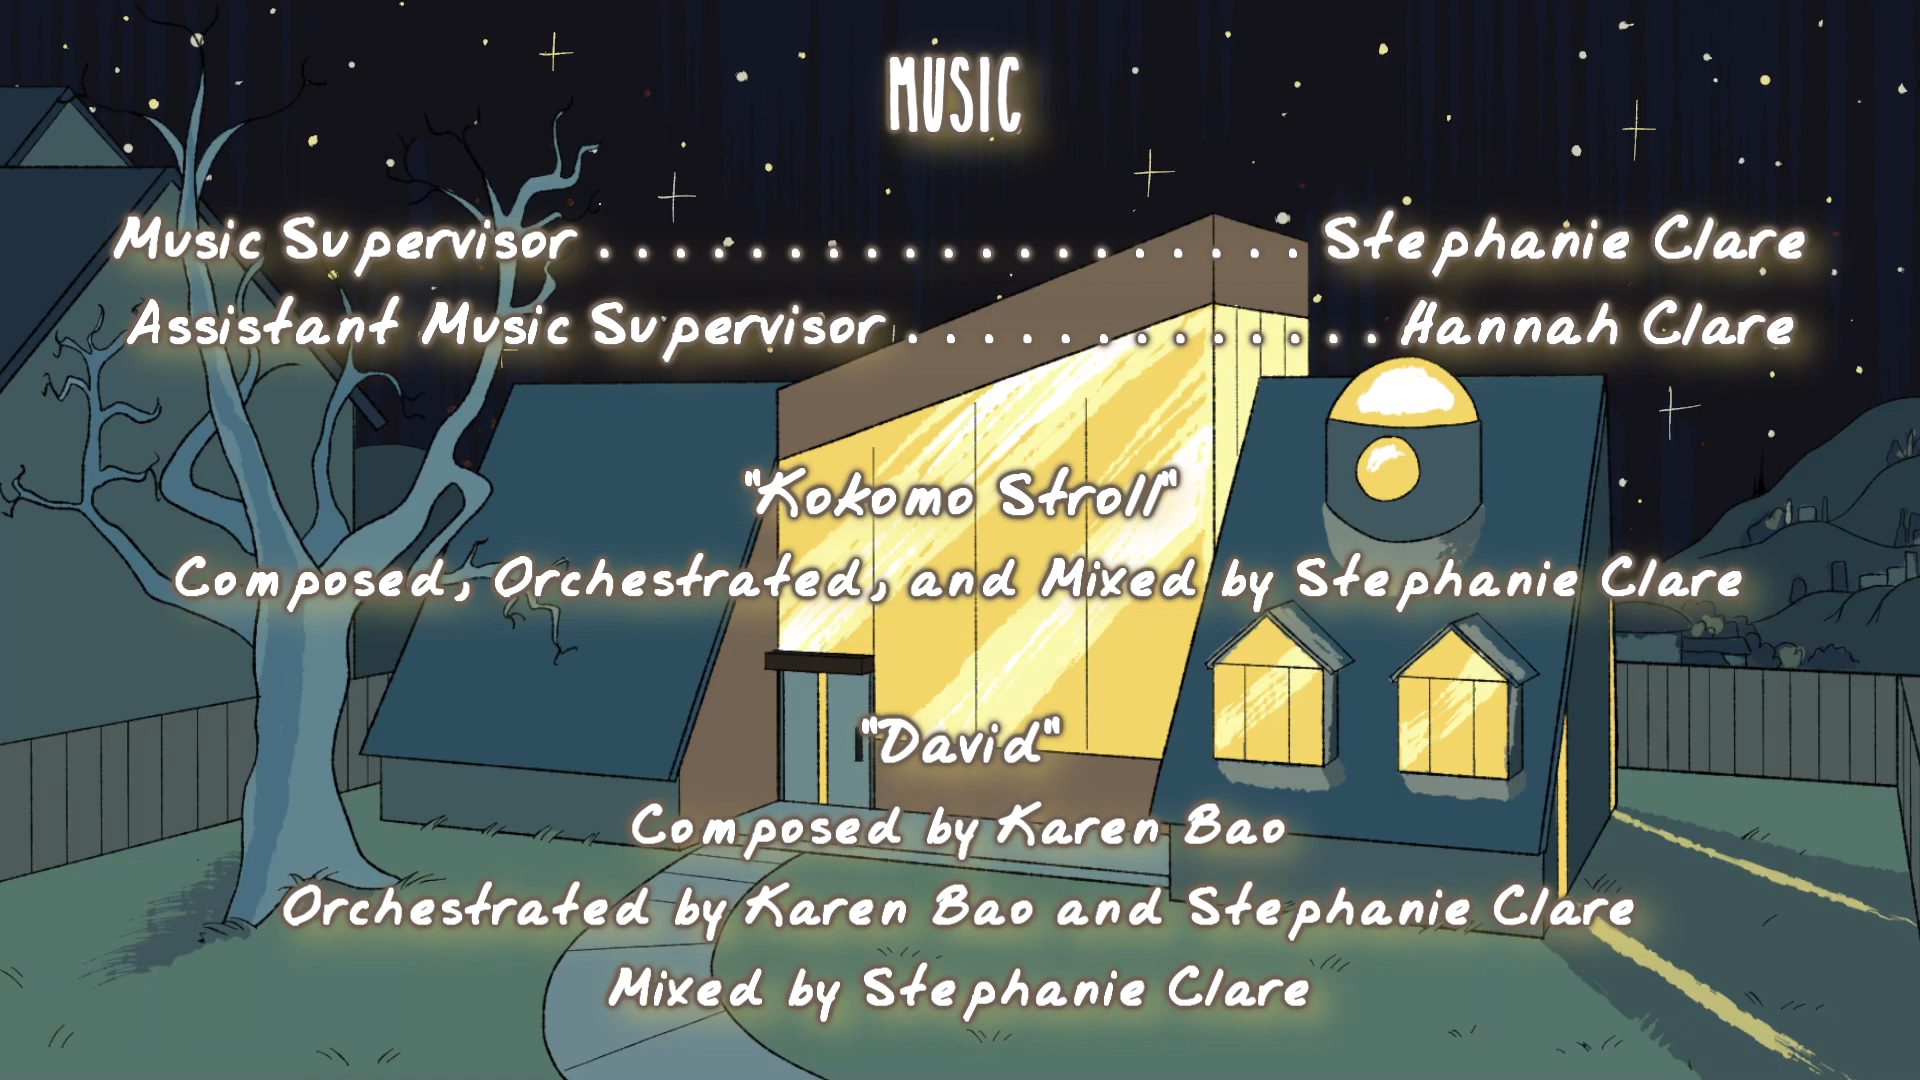 MUSIC
Music Supervisor . . . . . . . . . . . . . . . . . . . Stephanie Clare
Assistant Music Supervisor . . . . . . . . . . . . . Hannah Clare
"Kokomo Stroll"
Composed, Orchestrated, and Mixed by Stephanie Clare
"David"
Composed by Karen Bao
Orchestrated by Karen Bao and Stephanie Clare
Mixed by Stephanie Clare